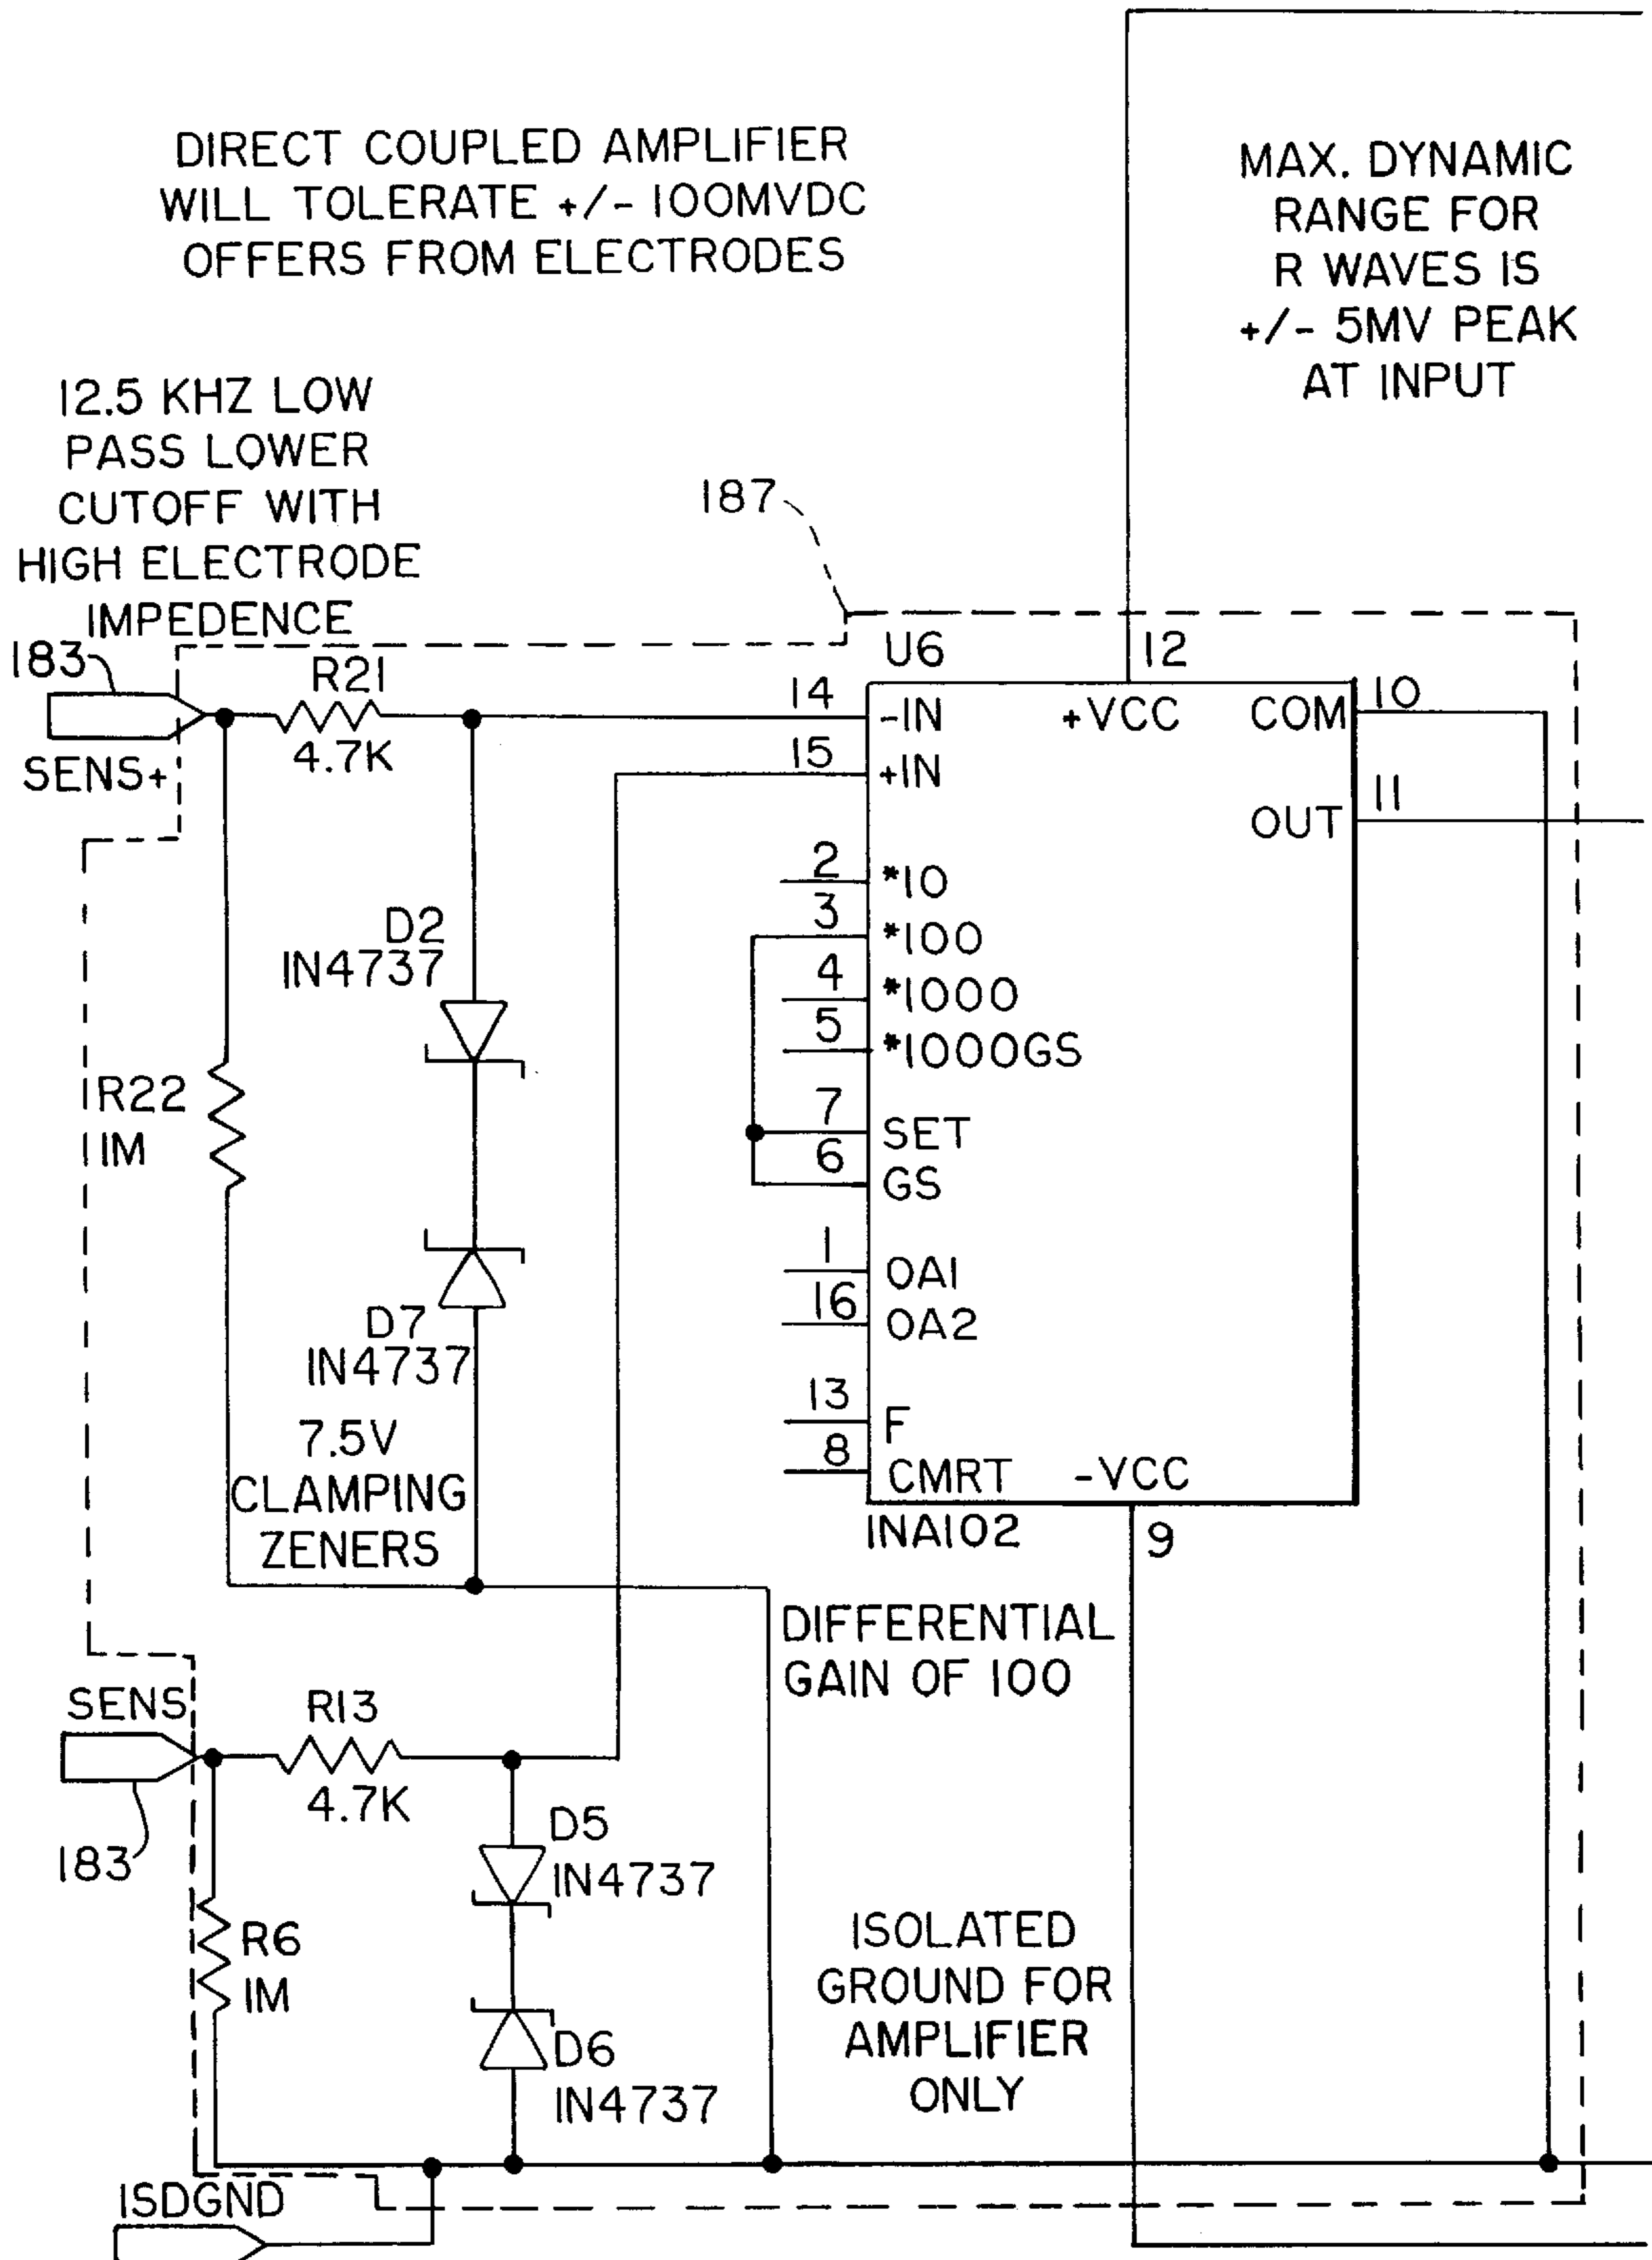 DIRECT COUPLED AMPLIFIER
WILL TOLERATE +/- 100MVDC
OFFERS FROM ELECTRODES
MAX. DYNAMIC
RANGE FOR
R WAVES IS
+/- 5MV PEAK
AT INPUT
12.5 KHZ LOW
PASS LOWER
CUTOFF WITH
HIGH ELECTRODE
IMPEDENCE
187
183
SENS+
R21
4.7K
U6
12
14
-IN
+VCC
COM
10
15
+IN
OUT
11
2
*10
3
*100
4
*1000
5
*1000GS
7
SET
6
GS
1
OA1
16
OA2
13
F
8
CMRT
-VCC
INA102
9
D2
IN4737
R22
1M
D7
IN4737
7.5V
CLAMPING
ZENERS
DIFFERENTIAL
GAIN OF 100
SENS
183
R13
4.7K
D5
IN4737
R6
1M
D6
IN4737
ISOLATED
GROUND FOR
AMPLIFIER
ONLY
ISDGND